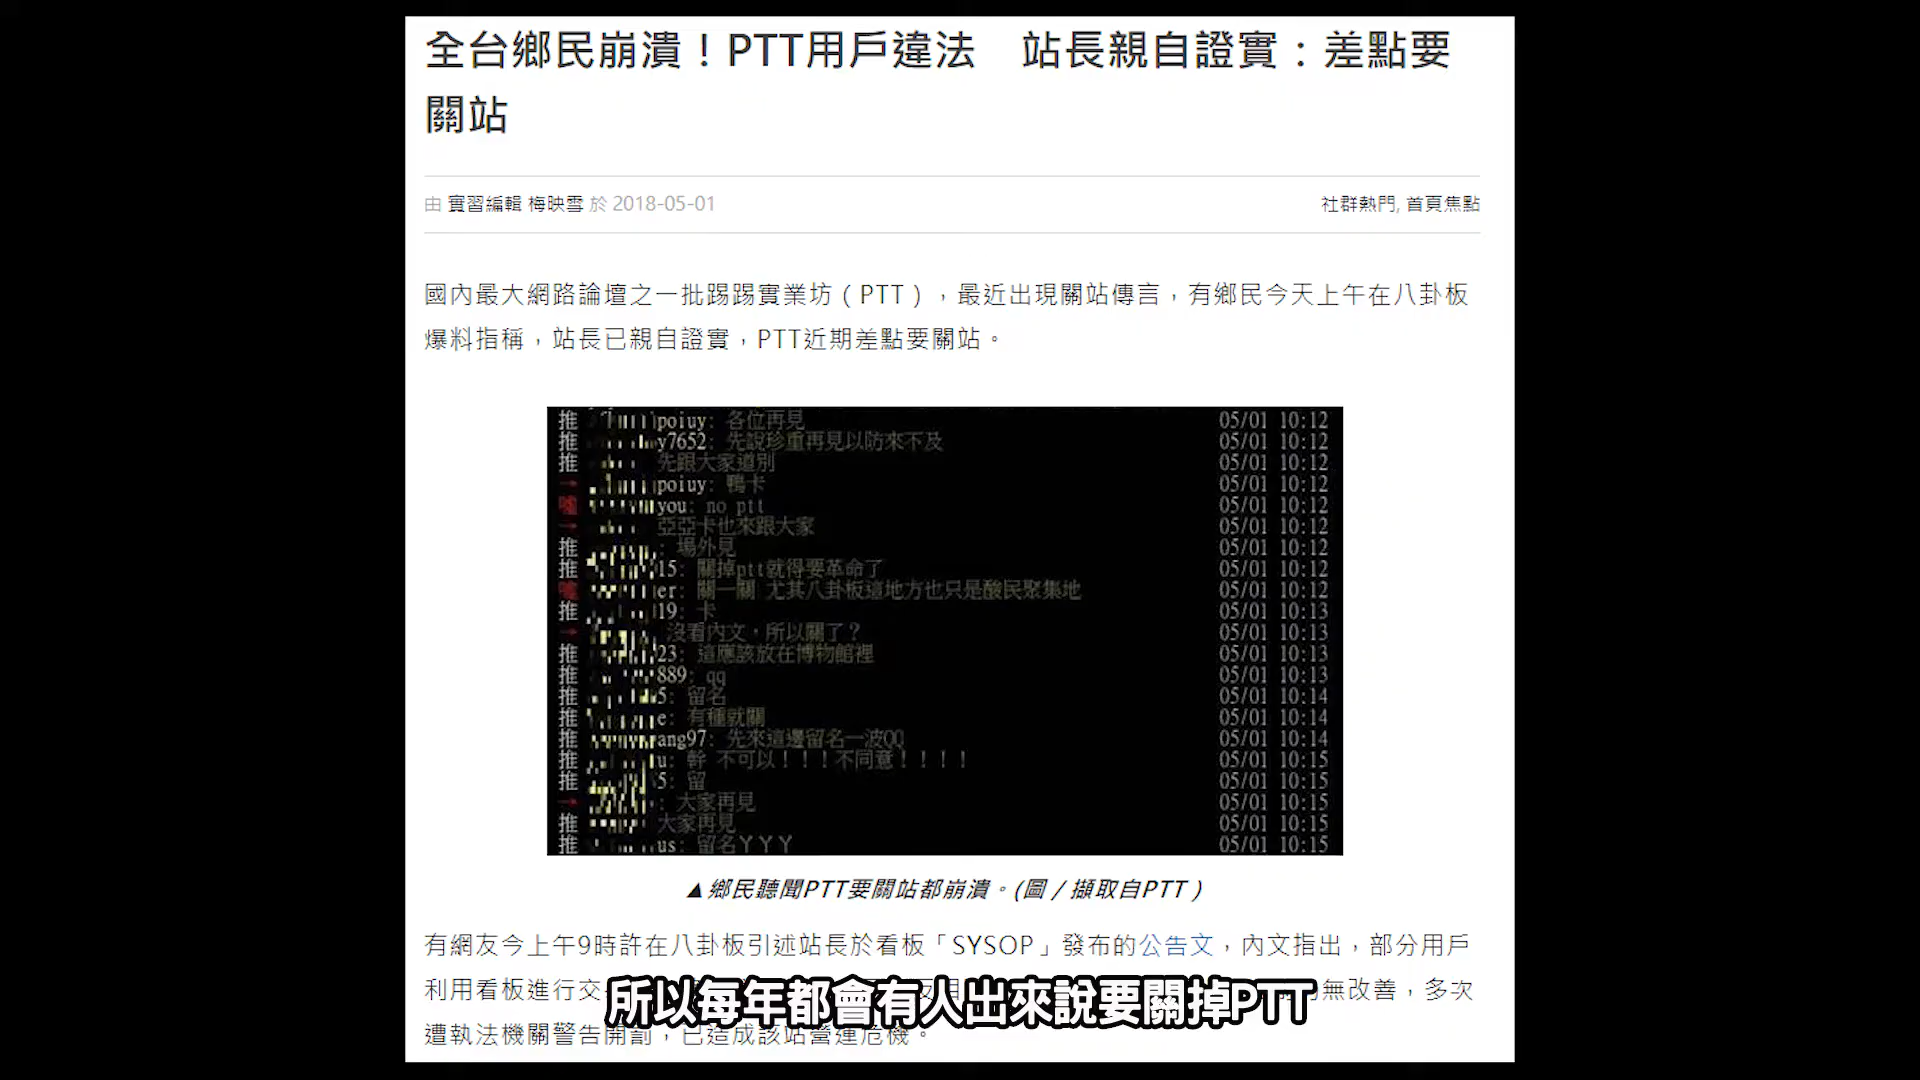 全台鄉民崩潰！PTT用戶違法　站長親自證實：差點要
關站
由 實習編輯 梅映雪 於 2018-05-01
社群熱門, 首頁焦點
國內最大網路論壇之一批踢踢實業坊（PTT），最近出現關站傳言，有鄉民今天上午在八卦板
爆料指稱，站長已親自證實，PTT近期差點要關站。
推 poiuy: 各位再見 05/01 10:12
推 y7652: 先說珍重再見以防來不及 05/01 10:12
推 先跟大家道別 05/01 10:12
→ poiuy: 鴨卡 05/01 10:12
噓 you: no ptt 05/01 10:12
→ 亞亞卡也來跟大家 05/01 10:12
推 : 場外見 05/01 10:12
推 15: 關掉ptt就得要革命了 05/01 10:12
噓 er: 關一關 尤其八卦板這地方也只是酸民聚集地 05/01 10:12
推 19: 卡 05/01 10:13
→ 沒看內文，所以關了？ 05/01 10:13
推 23: 這應該放在博物館裡 05/01 10:13
推 889: qq 05/01 10:13
推 5: 留名 05/01 10:14
推 e: 有種就關 05/01 10:14
推 ang97: 先來這邊留名一波QQ 05/01 10:14
推 u: 幹 不可以！！！不同意！！！！ 05/01 10:15
推 5: 留 05/01 10:15
→ : 大家再見 05/01 10:15
推 大家再見 05/01 10:15
推 us: 留名ＹＹＹ 05/01 10:15
▲鄉民聽聞PTT要關站都崩潰。(圖／擷取自PTT）
有網友今上午9時許在八卦板引述站長於看板「SYSOP」發布的公告文，內文指出，部分用戶
利用看板進行交 無改善，多次
遭執法機關警告開罰，已造成該站營運危機。
所以每年都會有人出來說要關掉PTT